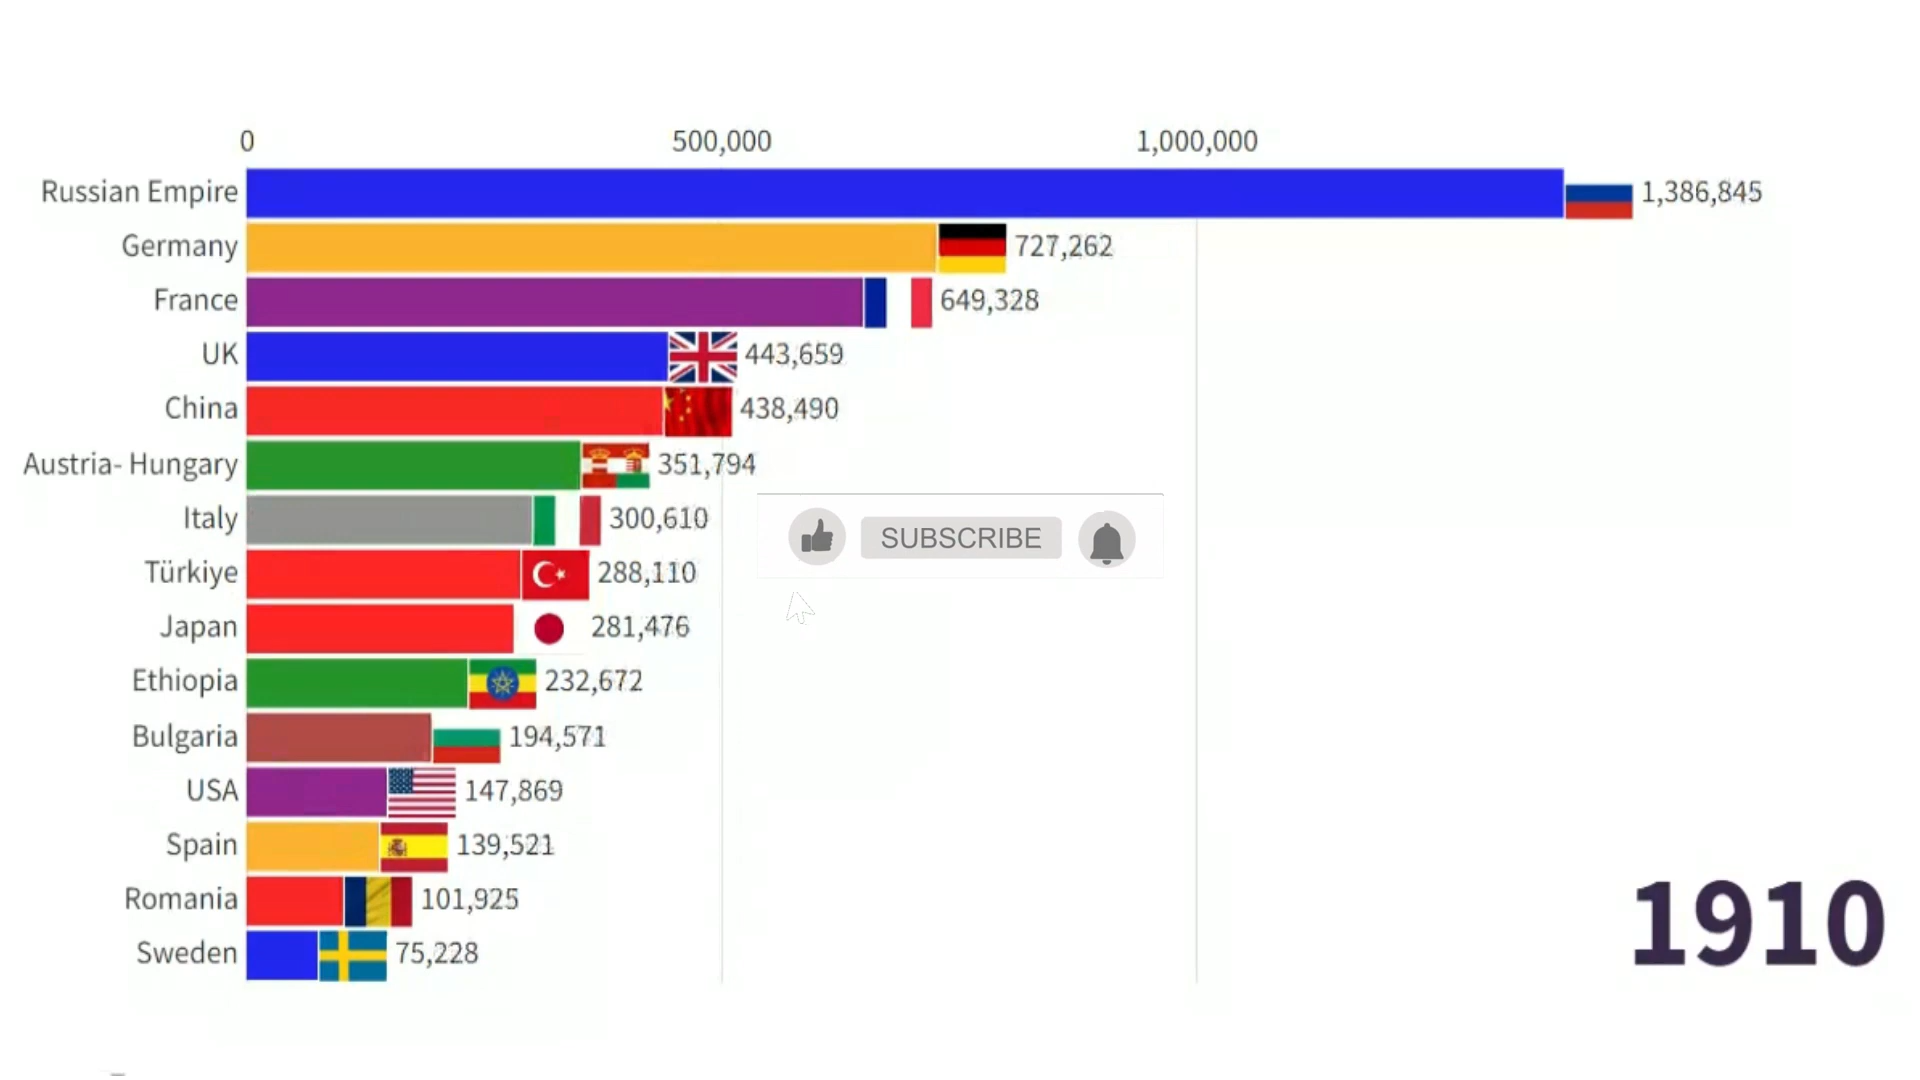 0 500,000 1,000,000
Russian Empire 1,386,845
Germany 727,262
France 649,328
UK 443,659
China 438,490
Austria- Hungary 351,794
Italy 300,610
SUBSCRIBE
Türkiye 288,110
Japan 281,476
Ethiopia 232,672
Bulgaria 194,571
USA 147,869
Spain 139,521
Romania 101,925
Sweden 75,228
1910